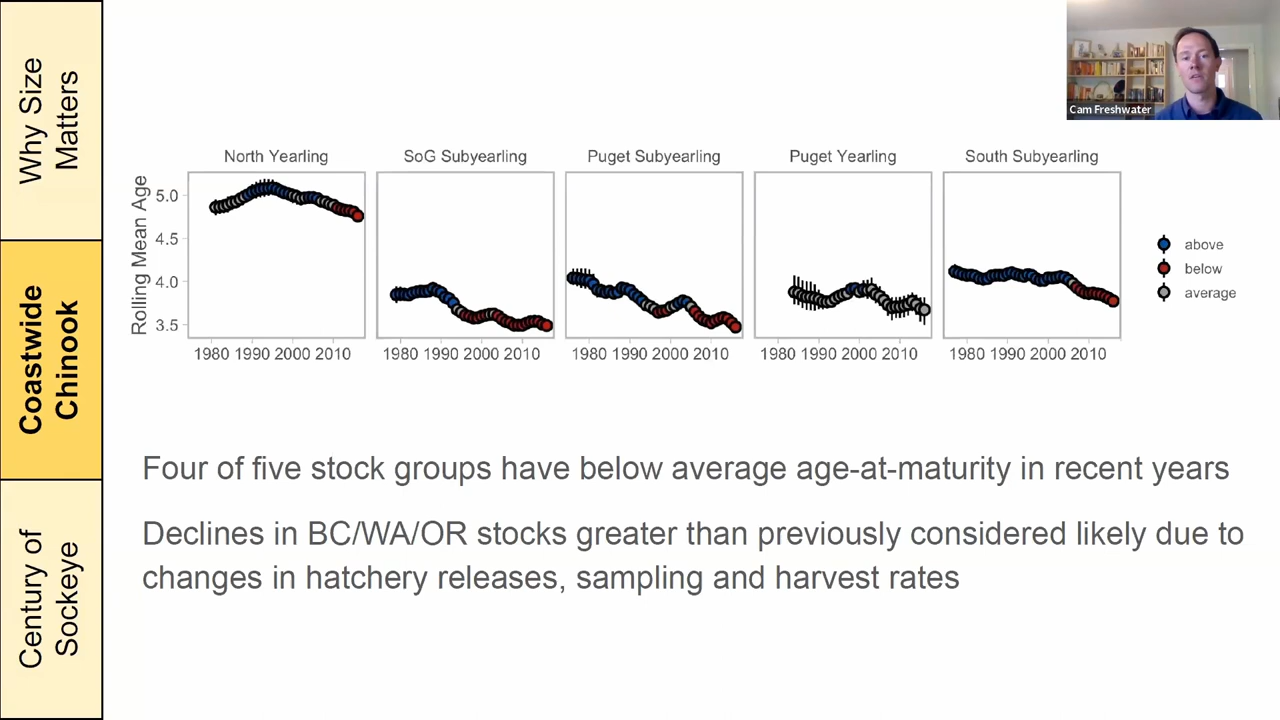 Why Size
Matters
Coastwide
Chinook
Century of
Sockeye
Cam Freshwater
North Yearling
SoG Subyearling
Puget Subyearling
Puget Yearling
South Subyearling
Rolling Mean Age
5.0
4.5
4.0
3.5
1980 1990 2000 2010
1980 1990 2000 2010
1980 1990 2000 2010
1980 1990 2000 2010
1980 1990 2000 2010
above
below
average
Four of five stock groups have below average age-at-maturity in recent years
Declines in BC/WA/OR stocks greater than previously considered likely due to
changes in hatchery releases, sampling and harvest rates